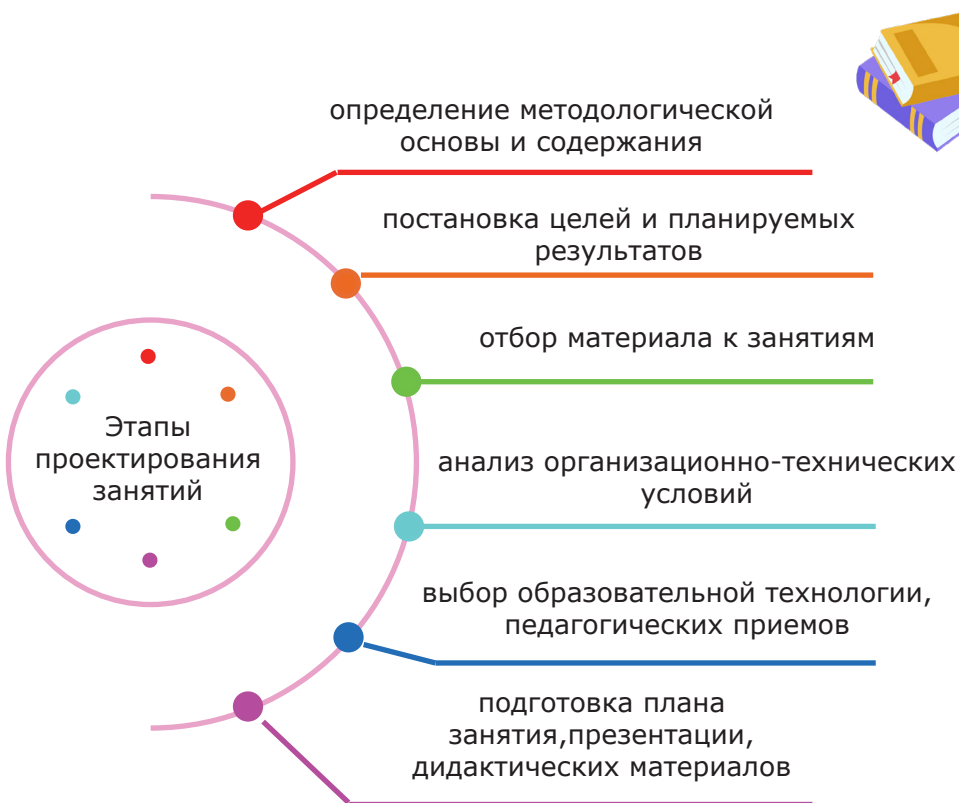 определение методологической
основы и содержания
постановка целей и планируемых
результатов
отбор материала к занятиям
Этапы
проектирования
занятий
анализ организационно-технических
условий
выбор образовательной технологии,
педагогических приемов
подготовка плана
занятия,презентации,
дидактических материалов